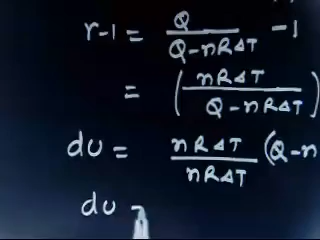 r-1 = Q / Q-nRΔT - 1
= ( nRΔT / Q-nRΔT )
du = nRΔT / nRΔT (Q-n
du =